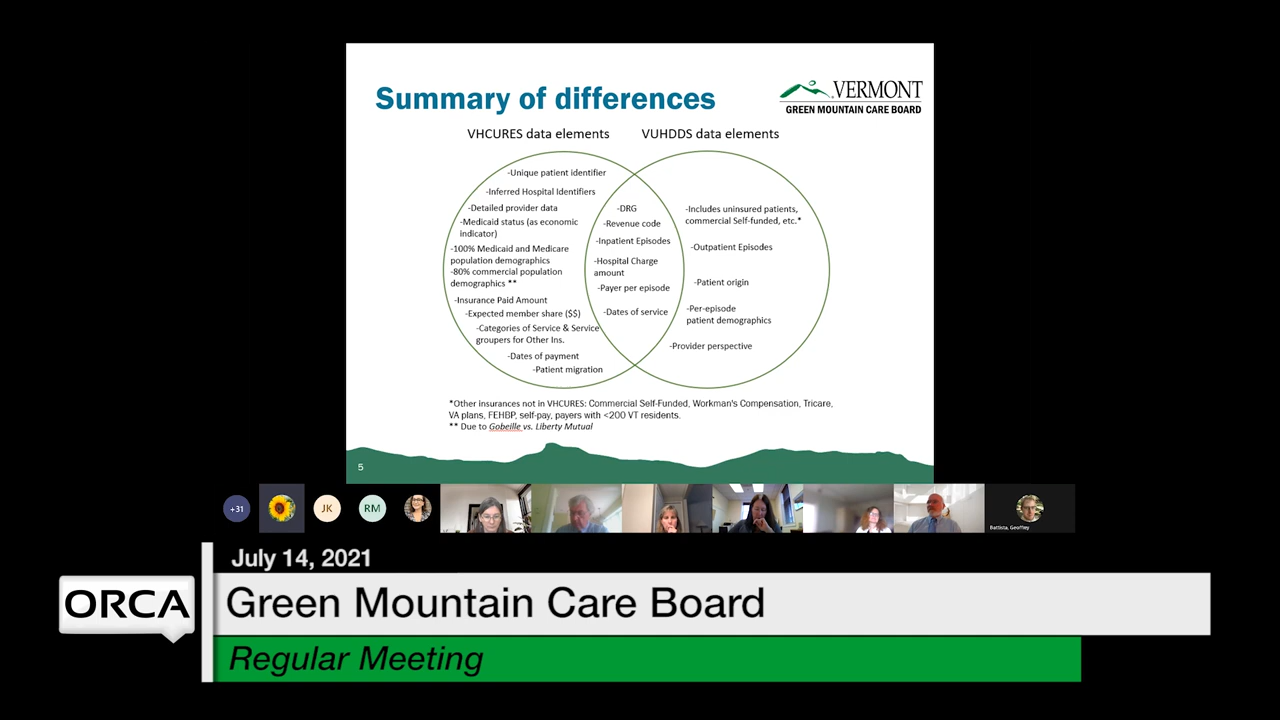 Summary of differences
VERMONT
GREEN MOUNTAIN CARE BOARD
VHCURES data elements
VUHDDS data elements
-Unique patient identifier
-Inferred Hospital Identifiers
-Detailed provider data
-Medicaid status (as economic
indicator)
-100% Medicaid and Medicare
population demographics
-80% commercial population
demographics **
-Insurance Paid Amount
-Expected member share ($$)
-Categories of Service & Service
groupers for Other Ins.
-Dates of payment
-Patient migration
-DRG
-Revenue code
-Inpatient Episodes
-Hospital Charge
amount
-Payer per episode
-Dates of service
-Includes uninsured patients,
commercial Self-funded, etc.*
-Outpatient Episodes
-Patient origin
-Per-episode
patient demographics
-Provider perspective
*Other insurances not in VHCURES: Commercial Self-Funded, Workman's Compensation, Tricare,
VA plans, FEHBP, self-pay, payers with <200 VT residents.
** Due to Gobeille vs. Liberty Mutual
5
+31
JK
RM
Battista, Geoffrey
July 14, 2021
ORCA
Green Mountain Care Board
Regular Meeting